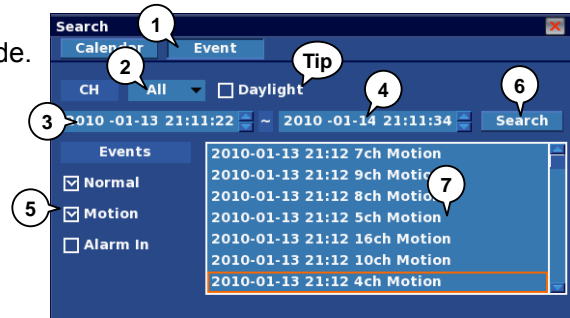 Search
1
Calendar Event
de.
2
Tip
CH All Daylight
4
6
3
010 -01-13 21:11:22 ~ 2010 -01-14 21:11:34 Search
Events
2010-01-13 21:12 7ch Motion
Normal
2010-01-13 21:12 9ch Motion
2010-01-13 21:12 8ch Motion
7
5
Motion
2010-01-13 21:12 5ch Motion
2010-01-13 21:12 16ch Motion
Alarm In
2010-01-13 21:12 10ch Motion
2010-01-13 21:12 4ch Motion